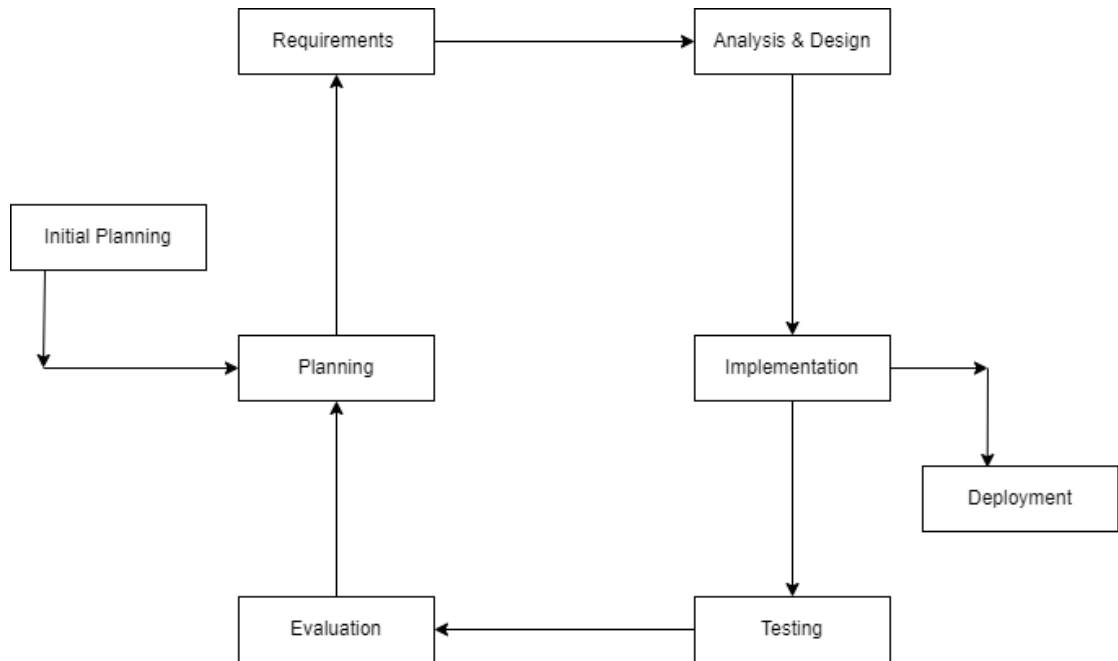 Requirements
Analysis & Design
Initial Planning
Planning
Implementation
Deployment
Evaluation
Testing